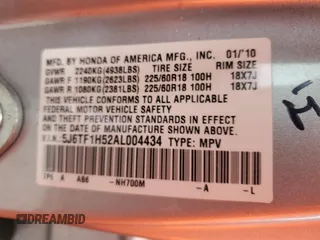 MFD. BY HONDA OF AMERICA MFG., INC. 01/10
GVWR 2240KG(4938LBS) TIRE SIZE RIM SIZE
GAWR F 1190KG(2623LBS) 225/60R18 100H 18X7J
GAWR R 1080KG(2381LBS) 225/60R18 100H 18X7J
THIS VEHICLE CONFORMS TO ALL APPLICABLE
FEDERAL MOTOR VEHICLE SAFETY, BUMPER,
AND THEFT PREVENTION STANDARDS IN EFFECT
ON THE DATE OF MANUFACTURE SHOWN ABOVE.
5J6TF1H52AL004434 TYPE: MPV
A AB6 -NH700M -A -L
DREAMBID